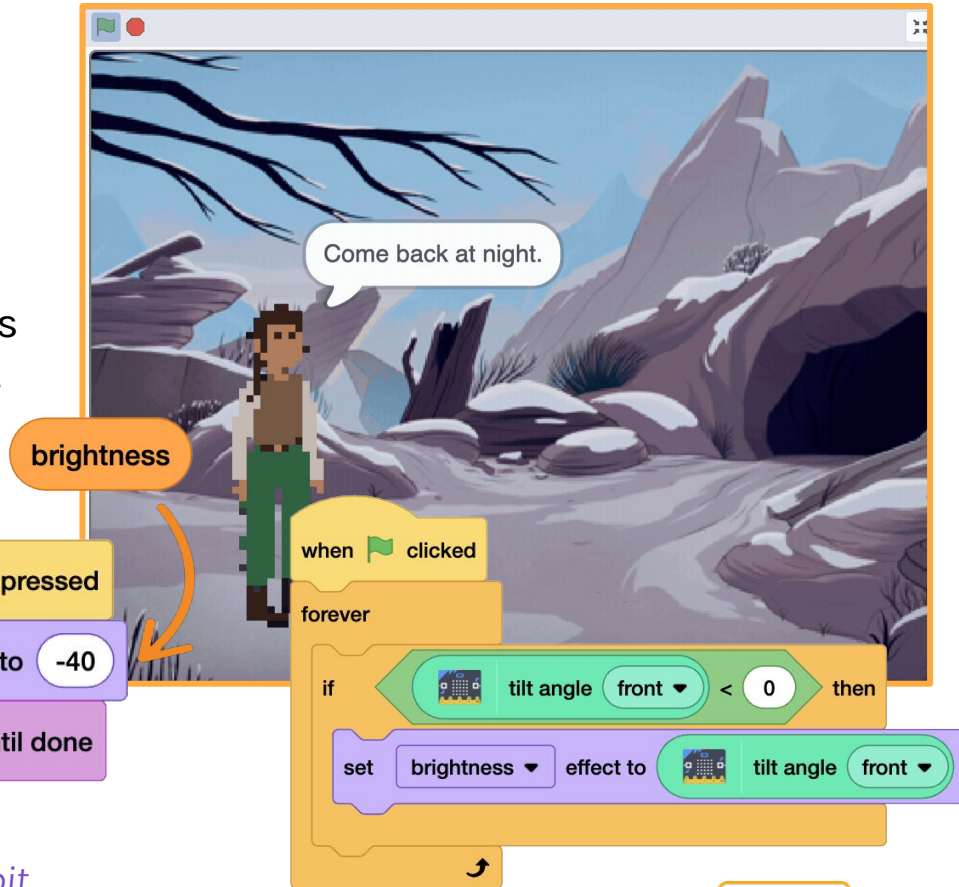 Come back at night.
s
brightness
when clicked
pressed
forever
to -40
if tilt angle front < 0 then
til done
set brightness effect to tilt angle front
bit